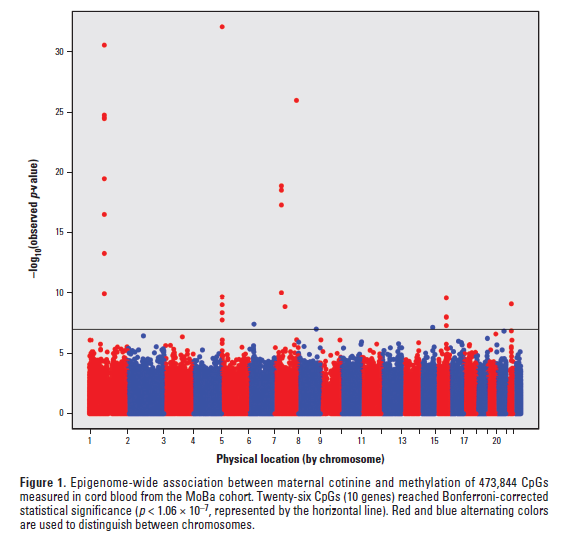 30
25
20
15
10
5
0
−log10(observed p-value)
1 2 3 4 5 6 7 8 9 11 13 15 17 20
Physical location (by chromosome)
Figure 1. Epigenome-wide association between maternal cotinine and methylation of 473,844 CpGs
measured in cord blood from the MoBa cohort. Twenty-six CpGs (10 genes) reached Bonferroni-corrected
statistical significance (p < 1.06 × 10−7, represented by the horizontal line). Red and blue alternating colors
are used to distinguish between chromosomes.